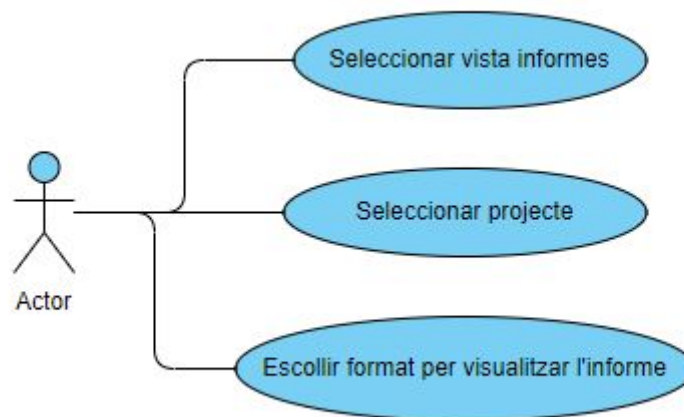 Seleccionar vista informes
Seleccionar projecte
Actor
Escollir format per visualitzar l'informe